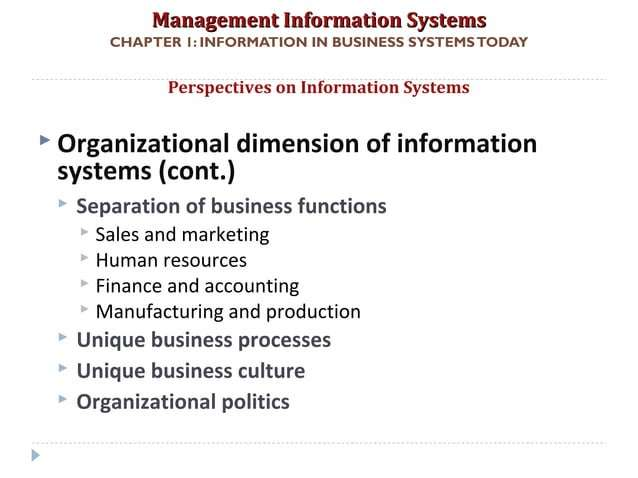 Management Information Systems
CHAPTER 1: INFORMATION IN BUSINESS SYSTEMS TODAY
Perspectives on Information Systems
Organizational dimension of information
systems (cont.)
Separation of business functions
Sales and marketing
Human resources
Finance and accounting
Manufacturing and production
Unique business processes
Unique business culture
Organizational politics